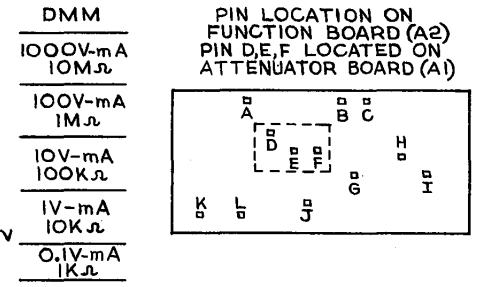 DMM
1000V-mA
10MΩ
100V-mA
1MΩ
10V-mA
100KΩ
1V-mA
10KΩ
V
0.1V-mA
1KΩ
PIN LOCATION ON
FUNCTION BOARD (A2)
PIN D,E,F LOCATED ON
ATTENUATOR BOARD (A1)
A
B C
D
E F
H
G
I
K L
J